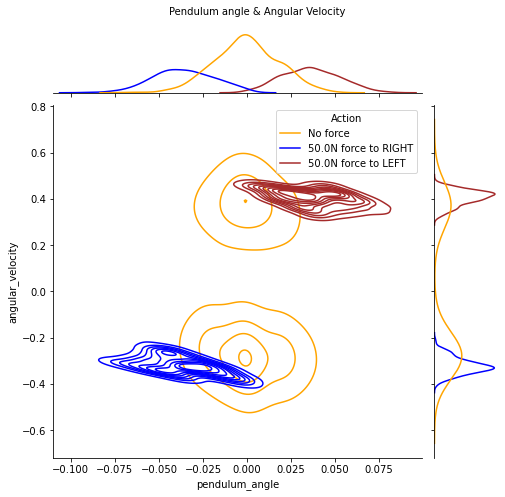 Pendulum angle & Angular Velocity
Action
No force
50.0N force to RIGHT
50.0N force to LEFT
0.8
0.6
0.4
0.2
0.0
−0.2
−0.4
−0.6
angular_velocity
−0.100 −0.075 −0.050 −0.025 0.000 0.025 0.050 0.075
pendulum_angle